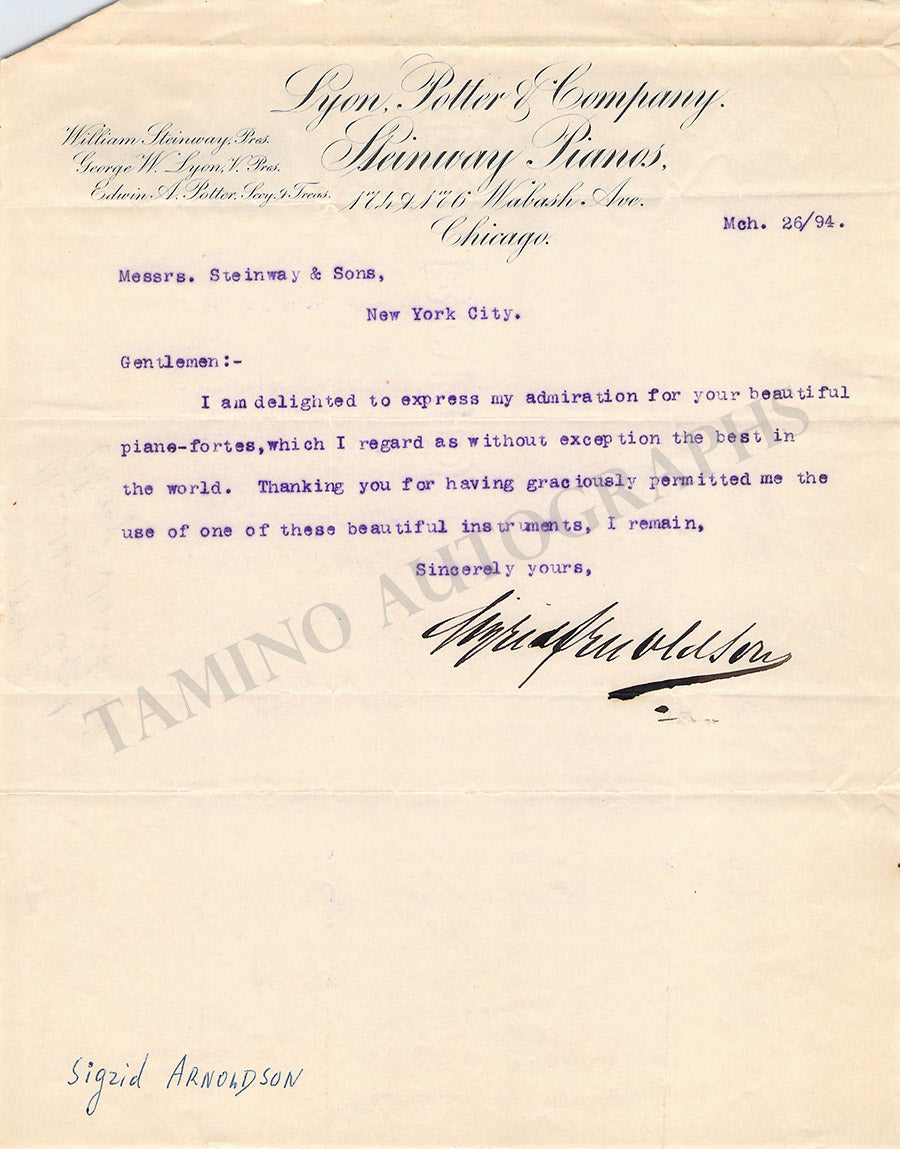 Lyon, Potter & Company.
Steinway Pianos,
174 & 176 Wabash Ave.
Chicago.
William Steinway, Pres.
George W. Lyon, V. Pres.
Edwin A. Potter, Secy & Treas.
Mch. 26/94.
Messrs. Steinway & Sons,
New York City.
Gentlemen:-
I am delighted to express my admiration for your beautiful
piane-fortes,which I regard as without exception the best in
the world. Thanking you for having graciously permitted me the
use of one of these beautiful instruments, I remain,
Sincerely yours,
Sigrid Arnoldson
TAMINO AUTOGRAPHS
Sigrid ARNOLDSON